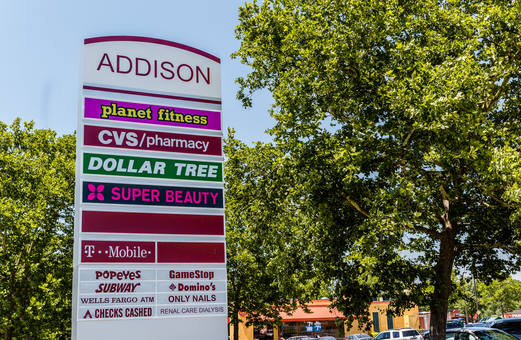 ADDISON
planet fitness
CVS/pharmacy
DOLLAR TREE
SUPER BEAUTY
T··Mobile·
POPEYES GameStop
SUBWAY Domino's
WELLS FARGO ATM ONLY NAILS
CHECKS CASHED RENAL CARE DIALYSIS